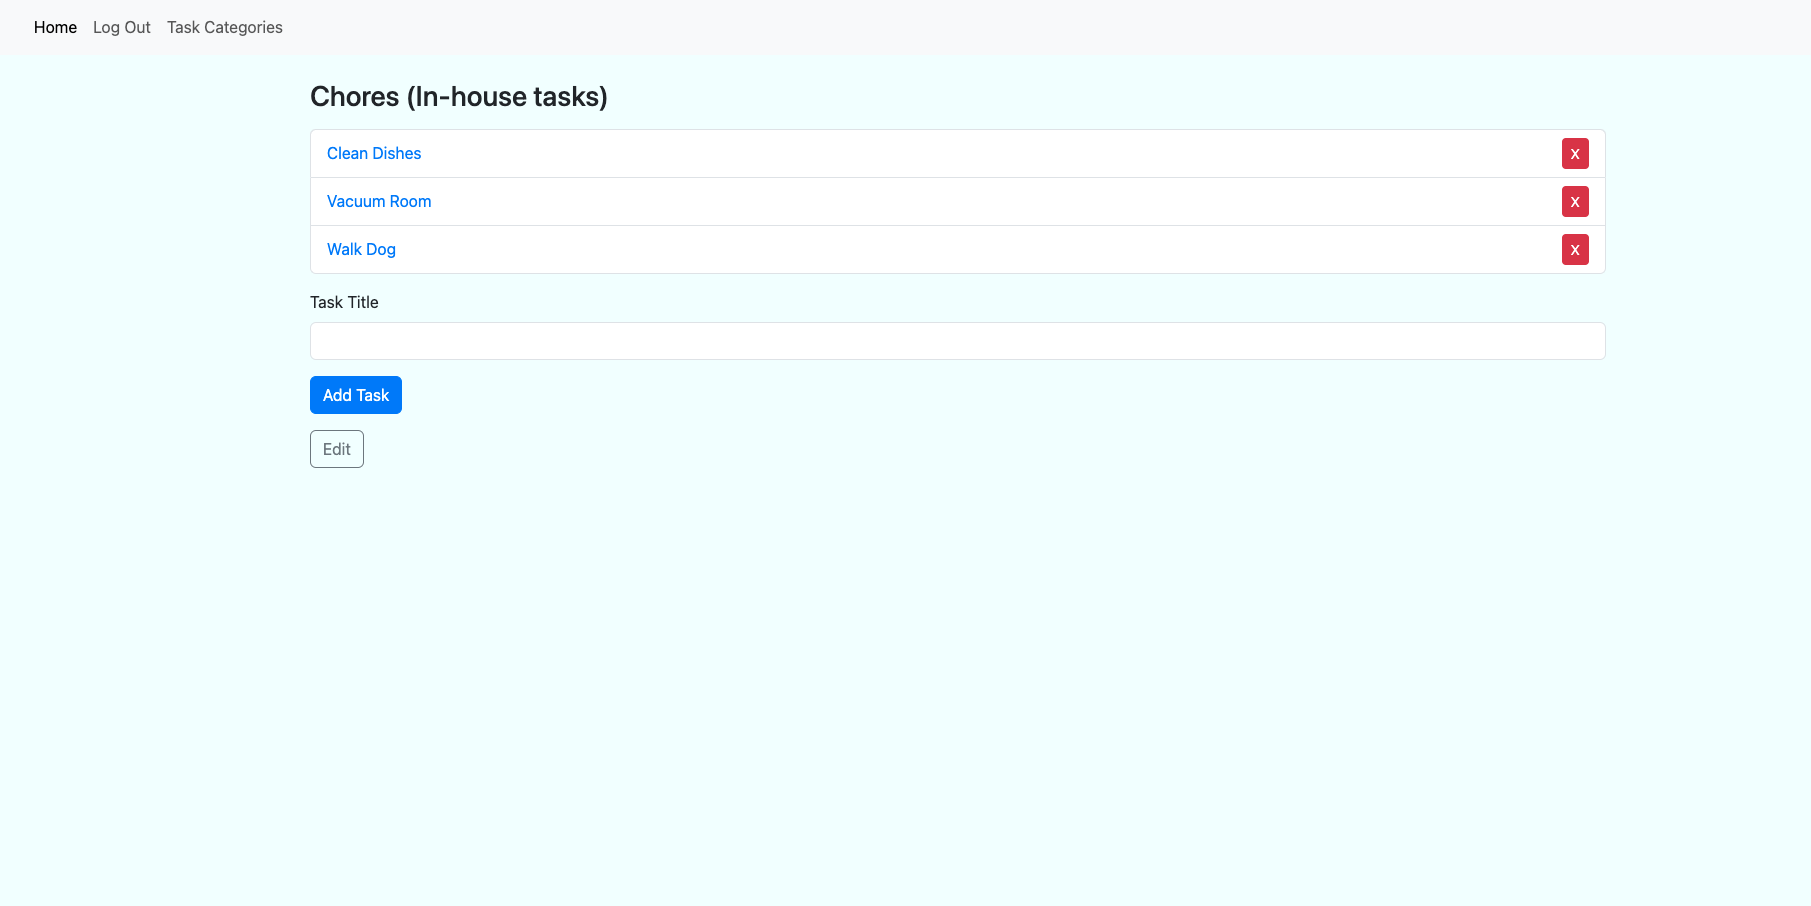 Home Log Out Task Categories
Chores (In-house tasks)
Clean Dishes X
Vacuum Room X
Walk Dog X
Task Title
Add Task
Edit